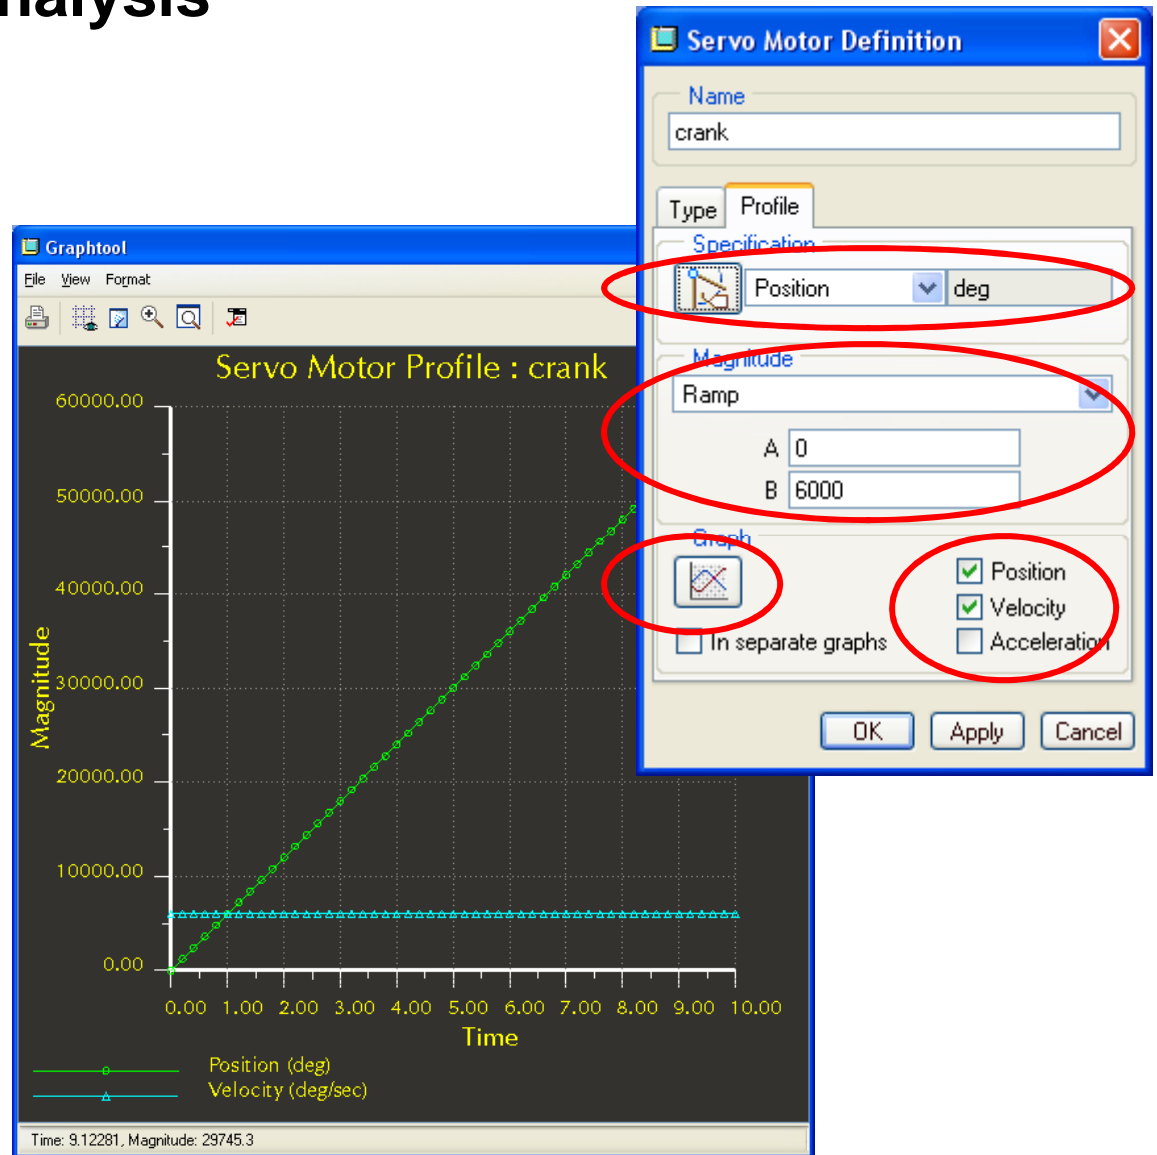 nalysis
Servo Motor Definition
Name
crank
Type Profile
Specification
Position deg
Magnitude
Ramp
A 0
B 6000
Graph
Position
Velocity
In separate graphs Acceleration
OK Apply Cancel
Graphtool
File View Format
Servo Motor Profile : crank
60000.00
50000.00
40000.00
30000.00
20000.00
10000.00
0.00
Magnitude
0.00 1.00 2.00 3.00 4.00 5.00 6.00 7.00 8.00 9.00 10.00
Time
Position (deg)
Velocity (deg/sec)
Time: 9.12281, Magnitude: 29745.3